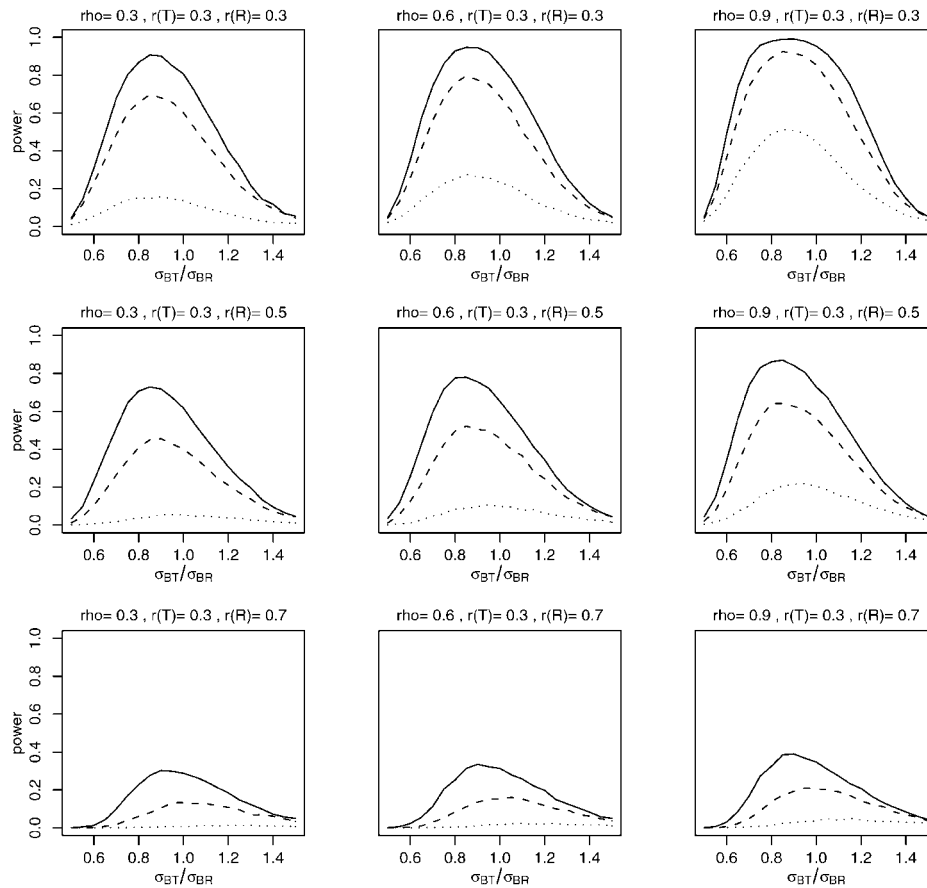 rho= 0.3 , r(T)= 0.3 , r(R)= 0.3
rho= 0.6 , r(T)= 0.3 , r(R)= 0.3
rho= 0.9 , r(T)= 0.3 , r(R)= 0.3
power
1.0
0.8
0.6
0.4
0.2
0.0
0.6 0.8 1.0 1.2 1.4
0.6 0.8 1.0 1.2 1.4
0.6 0.8 1.0 1.2 1.4
σBT/σBR
σBT/σBR
σBT/σBR
rho= 0.3 , r(T)= 0.3 , r(R)= 0.5
rho= 0.6 , r(T)= 0.3 , r(R)= 0.5
rho= 0.9 , r(T)= 0.3 , r(R)= 0.5
power
1.0
0.8
0.6
0.4
0.2
0.0
0.6 0.8 1.0 1.2 1.4
0.6 0.8 1.0 1.2 1.4
0.6 0.8 1.0 1.2 1.4
σBT/σBR
σBT/σBR
σBT/σBR
rho= 0.3 , r(T)= 0.3 , r(R)= 0.7
rho= 0.6 , r(T)= 0.3 , r(R)= 0.7
rho= 0.9 , r(T)= 0.3 , r(R)= 0.7
power
1.0
0.8
0.6
0.4
0.2
0.0
0.6 0.8 1.0 1.2 1.4
0.6 0.8 1.0 1.2 1.4
0.6 0.8 1.0 1.2 1.4
σBT/σBR
σBT/σBR
σBT/σBR